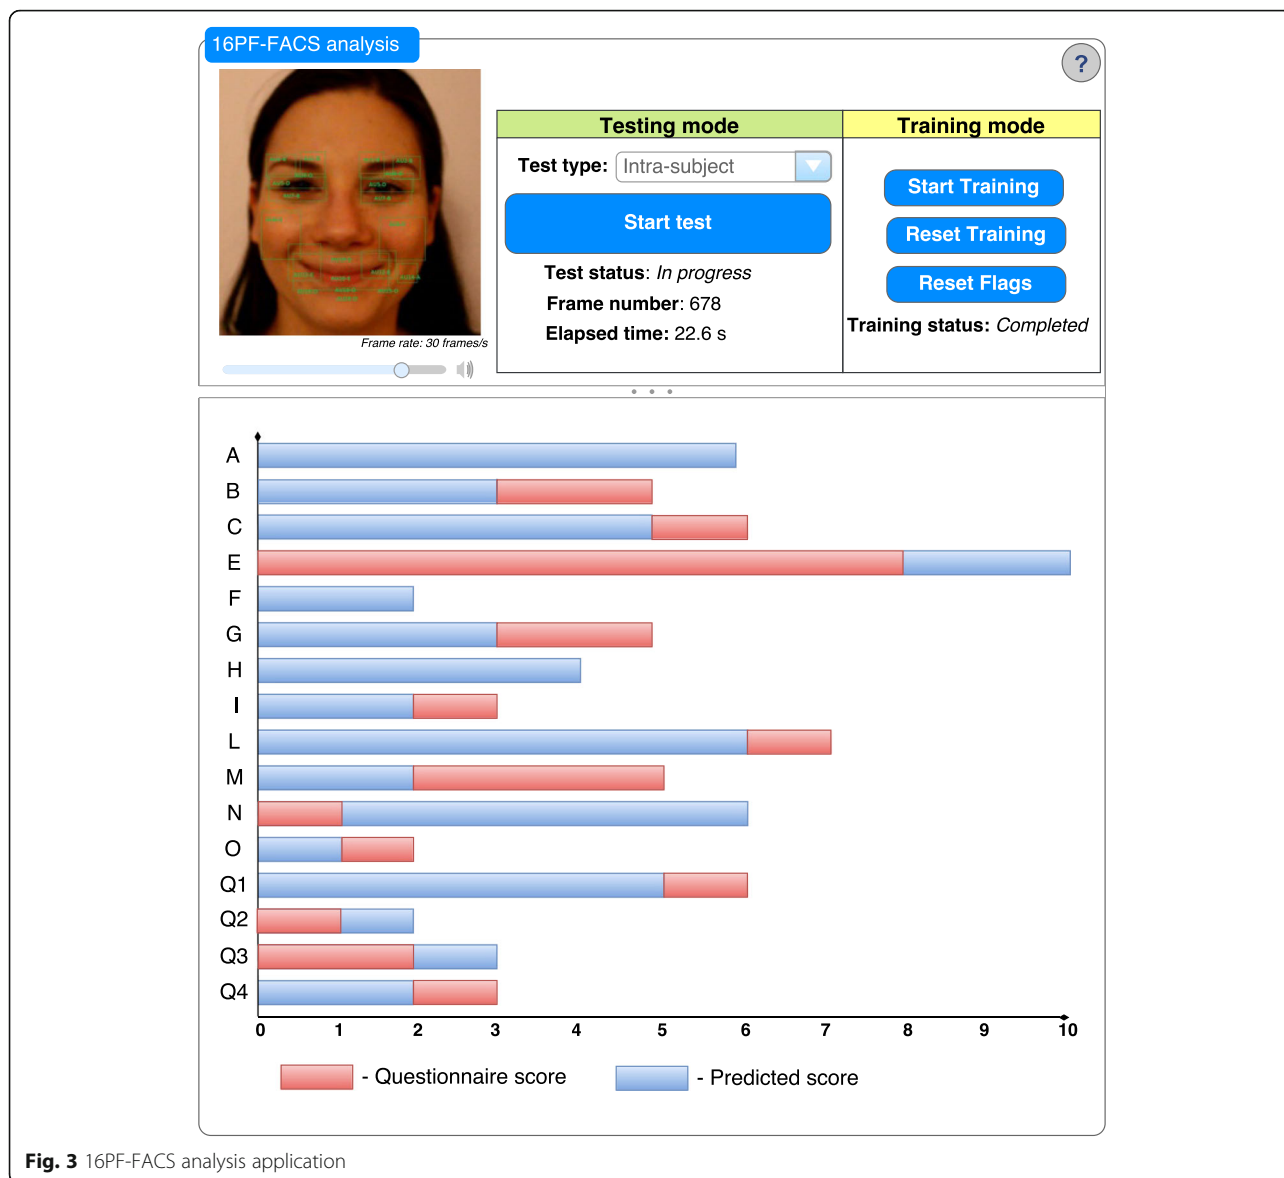 16PF-FACS analysis
?
Testing mode
Training mode
Test type: Intra-subject
Start test
Test status: In progress
Frame number: 678
Elapsed time: 22.6 s
Start Training
Reset Training
Reset Flags
Training status: Completed
Frame rate: 30 frames/s
A
B
C
E
F
G
H
I
L
M
N
O
Q1
Q2
Q3
Q4
0 1 2 3 4 5 6 7 8 9 10
- Questionnaire score
- Predicted score
Fig. 3 16PF-FACS analysis application